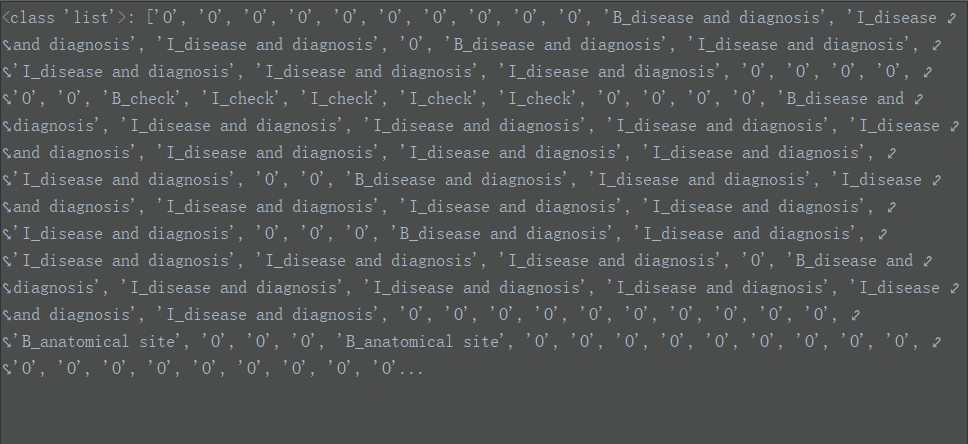 <class 'list'>: ['O', 'O', 'O', 'O', 'O', 'O', 'O', 'O', 'O', 'O', 'B_disease and diagnosis', 'I_disease
and diagnosis', 'I_disease and diagnosis', 'O', 'B_disease and diagnosis', 'I_disease and diagnosis',
'I_disease and diagnosis', 'I_disease and diagnosis', 'I_disease and diagnosis', 'O', 'O', 'O', 'O',
'O', 'O', 'B_check', 'I_check', 'I_check', 'I_check', 'I_check', 'O', 'O', 'O', 'O', 'B_disease and
diagnosis', 'I_disease and diagnosis', 'I_disease and diagnosis', 'I_disease and diagnosis', 'I_disease
and diagnosis', 'I_disease and diagnosis', 'I_disease and diagnosis', 'I_disease and diagnosis',
'I_disease and diagnosis', 'O', 'O', 'B_disease and diagnosis', 'I_disease and diagnosis', 'I_disease
and diagnosis', 'I_disease and diagnosis', 'I_disease and diagnosis', 'I_disease and diagnosis',
'I_disease and diagnosis', 'O', 'O', 'O', 'B_disease and diagnosis', 'I_disease and diagnosis',
'I_disease and diagnosis', 'I_disease and diagnosis', 'I_disease and diagnosis', 'O', 'B_disease and
diagnosis', 'I_disease and diagnosis', 'I_disease and diagnosis', 'I_disease and diagnosis', 'I_disease
and diagnosis', 'I_disease and diagnosis', 'O', 'O', 'O', 'O', 'O', 'O', 'O', 'O', 'O', 'O',
'B_anatomical site', 'O', 'O', 'O', 'B_anatomical site', 'O', 'O', 'O', 'O', 'O', 'O', 'O', 'O', 'O',
'O', 'O', 'O', 'O', 'O', 'O', 'O', 'O', 'O'...